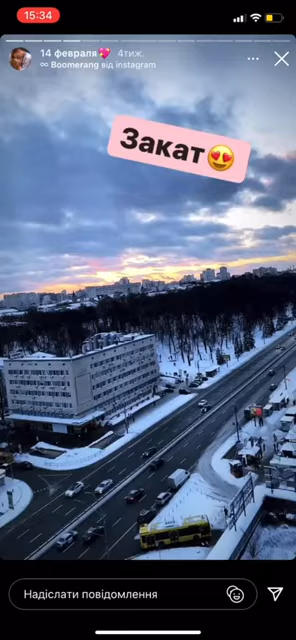 15:34
14 февраля💖 4тиж.
∞ Boomerang від instagram
Закат😍
Надіслати повідомлення